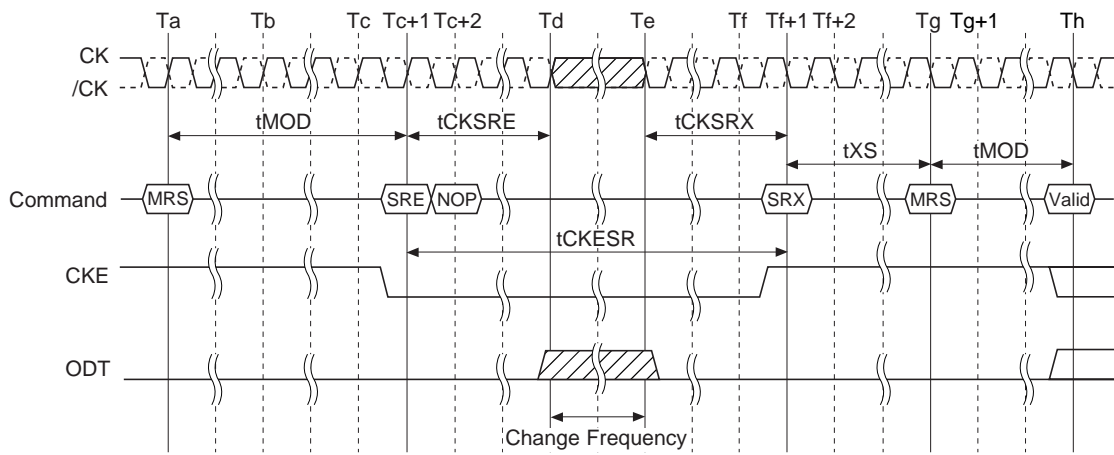 Ta Tb Tc Tc+1 Tc+2 Td Te Tf Tf+1 Tf+2 Tg Tg+1 Th
CK
/CK
tMOD tCKSRE tCKSRX
tXS tMOD
Command MRS SRE NOP SRX MRS Valid
tCKESR
CKE
ODT
Change Frequency